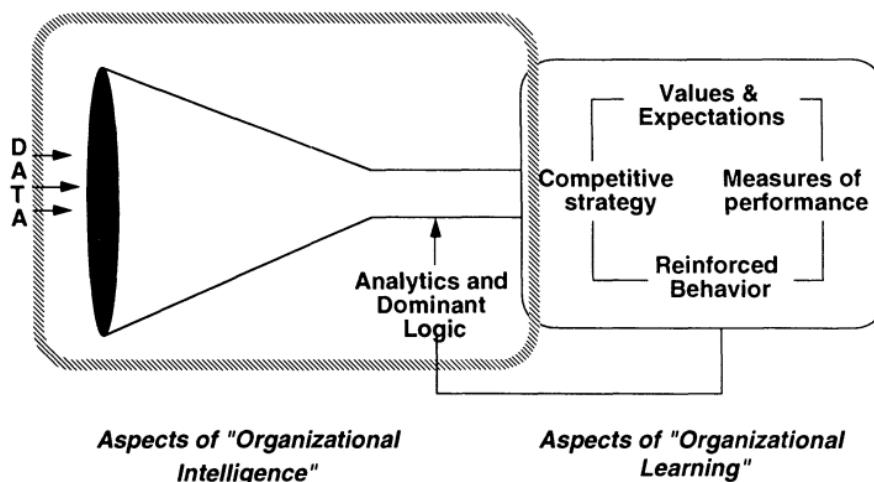 DATA
Values &
Expectations
Competitive
strategy
Measures of
performance
Reinforced
Behavior
Analytics and
Dominant
Logic
Aspects of "Organizational
Intelligence"
Aspects of "Organizational
Learning"